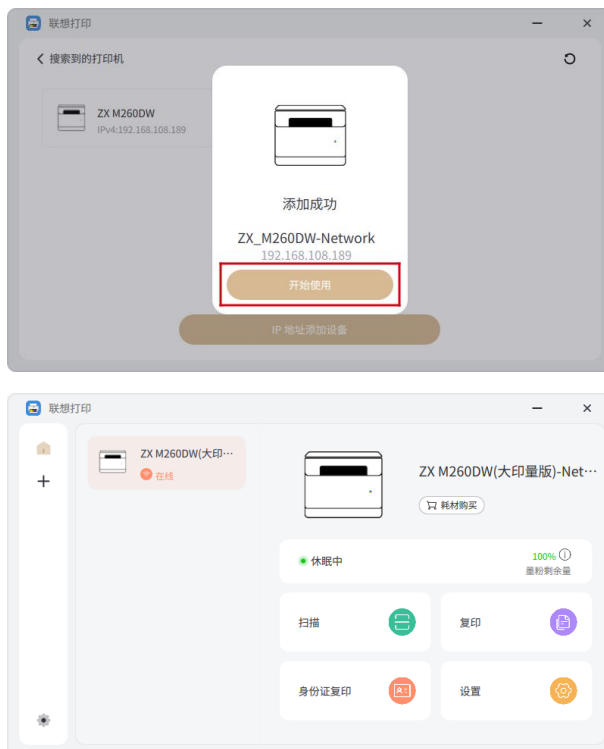 联想打印
搜索到的打印机
ZX M260DW
IPv4:192.168.108.189
添加成功
ZX_M260DW-Network
192.168.108.189
开始使用
IP 地址添加设备
联想打印
ZX M260DW(大印···
在线
ZX M260DW(大印量版)-Net···
耗材购买
休眠中
100%
墨粉剩余量
扫描
复印
身份证复印
设置